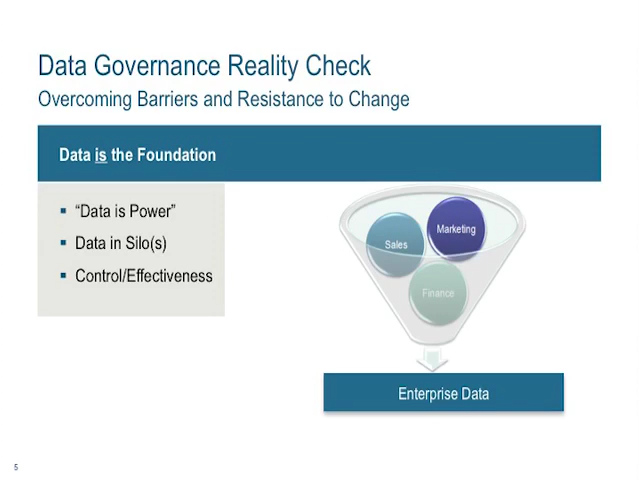 Data Governance Reality Check
Overcoming Barriers and Resistance to Change
Data is the Foundation
▪ “Data is Power”
▪ Data in Silo(s)
▪ Control/Effectiveness
Marketing
Sales
Finance
Enterprise Data
5